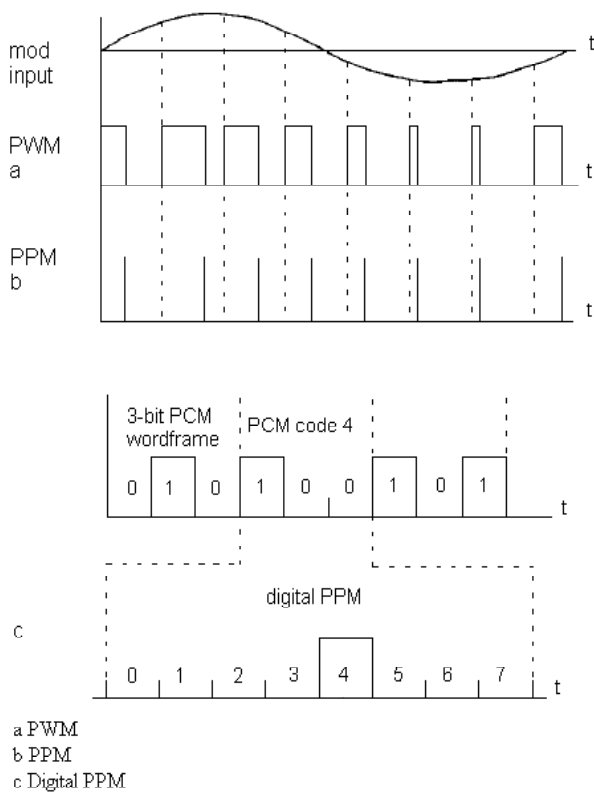 mod
input
t
PWM
a
t
PPM
b
t
3-bit PCM
wordframe
PCM code 4
0 1 0 1 0 0 1 0 1
t
digital PPM
c
0 1 2 3 4 5 6 7
t
a PWM
b PPM
c Digital PPM